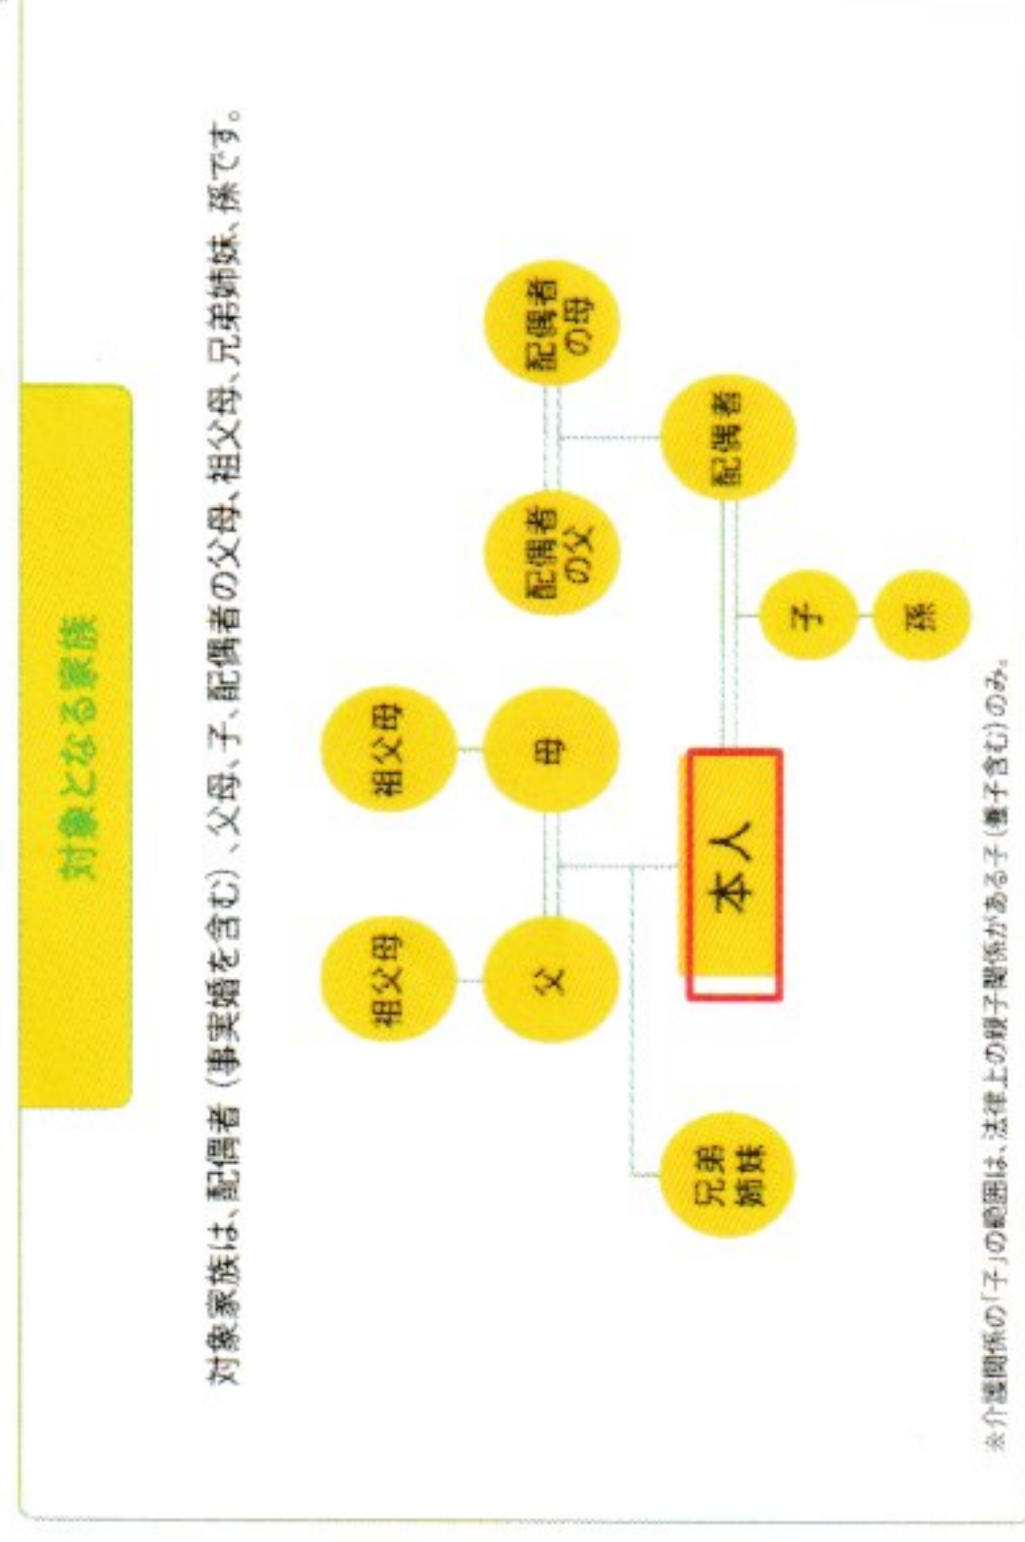 対象となる家族
対象家族は、配偶者（事実婚を含む）、父母、子、配偶者の父母、祖父母、兄弟姉妹、孫です。
祖父母
祖父母
父
母
配偶者
の父
配偶者
の母
兄弟
姉妹
本人
配偶者
子
孫
※介護関係の「子」の範囲は、法律上の親子関係がある子（養子含む）のみ。